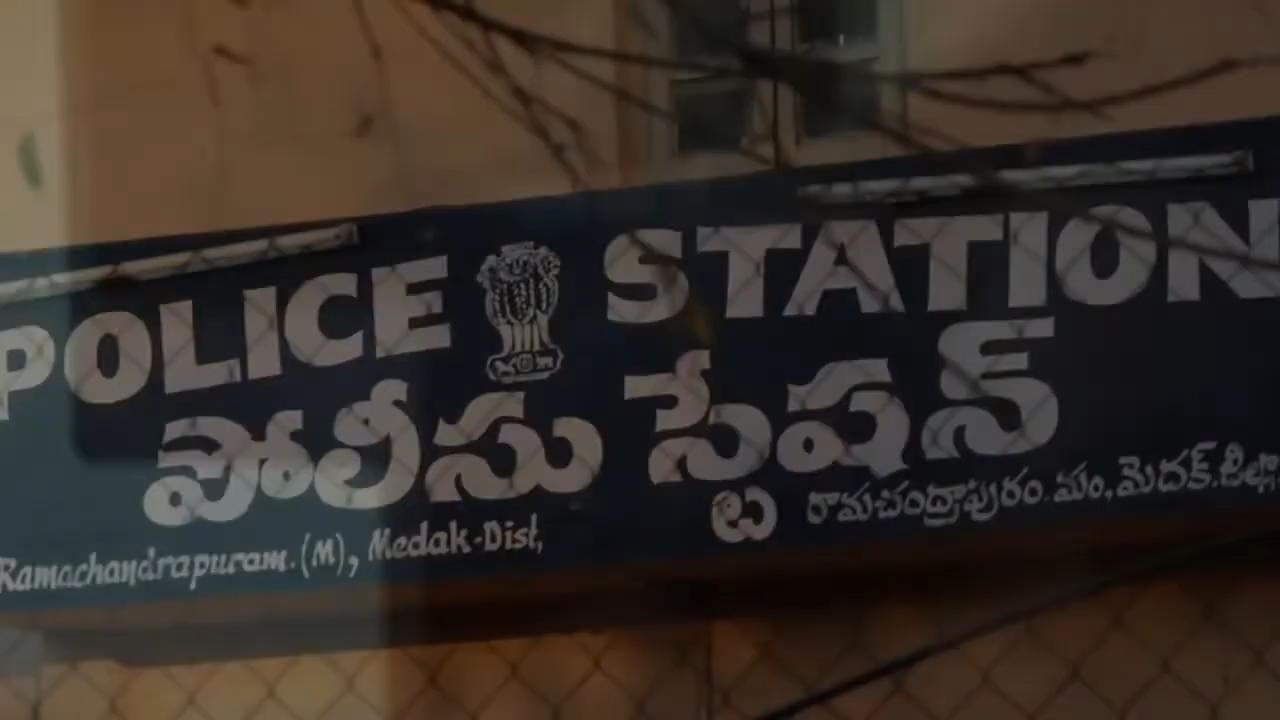 POLICE STATION
పోలీసు స్టేషన్
Ramachandrapuram.(M), Medak-Dist,
రామచంద్రాపురం.మం, మెదక్.జిల్లా